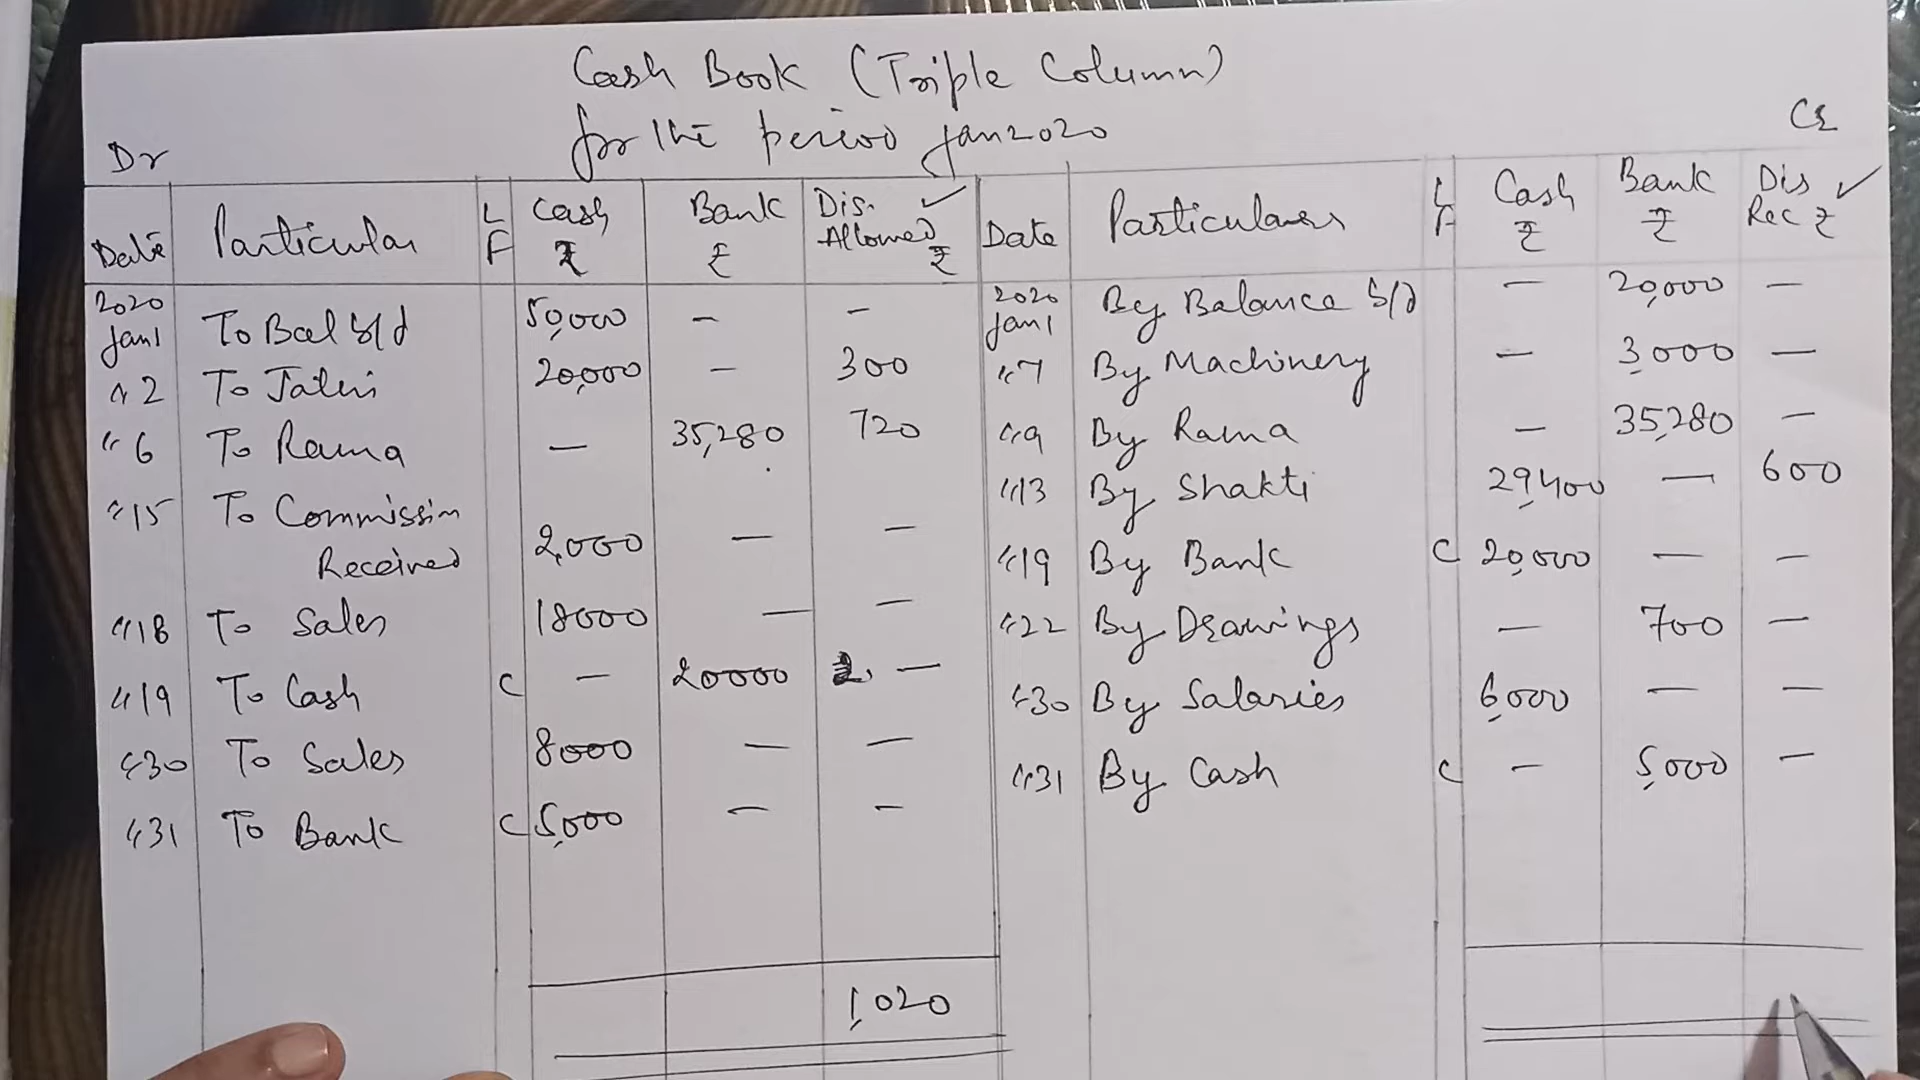 Cash Book (Triple Column)
for the period Jan 2020
Dr
Cr
Date Particular LF Cash ₹ Bank ₹ Dis. Allowed ₹ Date Particulars LF Cash ₹ Bank ₹ Dis Rec ₹
2020 Jan 1 To Bal b/d 50,000 — — 2020 Jan 1 By Balance b/d — 20,000 —
" 2 To Jatin 20,000 — 300 " 7 By Machinery — 3,000 —
" 6 To Rama — 35,280 720 " 9 By Rama — 35,280 —
" 15 To Commission Received 2,000 — — " 13 By Shakti 29,400 — 600
" 18 To Sales 18000 — — " 19 By Bank C 20,000 — —
" 19 To Cash C — 20000 — " 22 By Drawings — 700 —
" 30 To Sales 8000 — — " 30 By Salaries 6,000 — —
" 31 To Bank C 5,000 — — " 31 By Cash C — 5,000 —
1,020